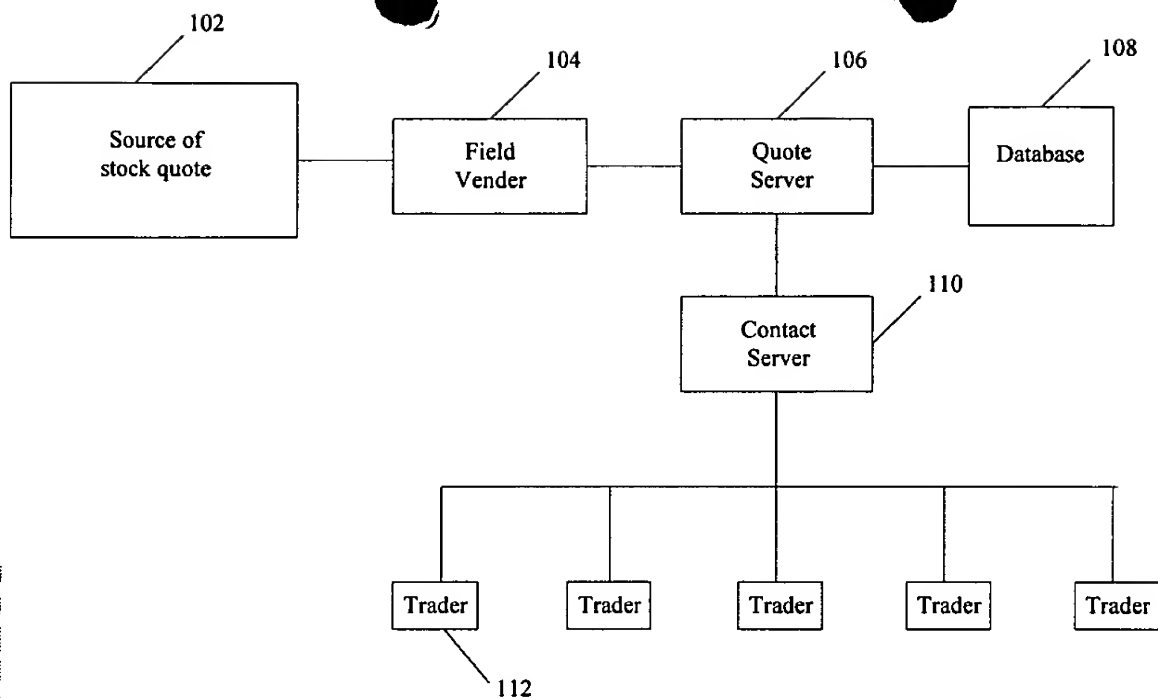 102
104
106
108
Source of
stock quote
Field
Vender
Quote
Server
Database
110
Contact
Server
Trader
Trader
Trader
Trader
Trader
112